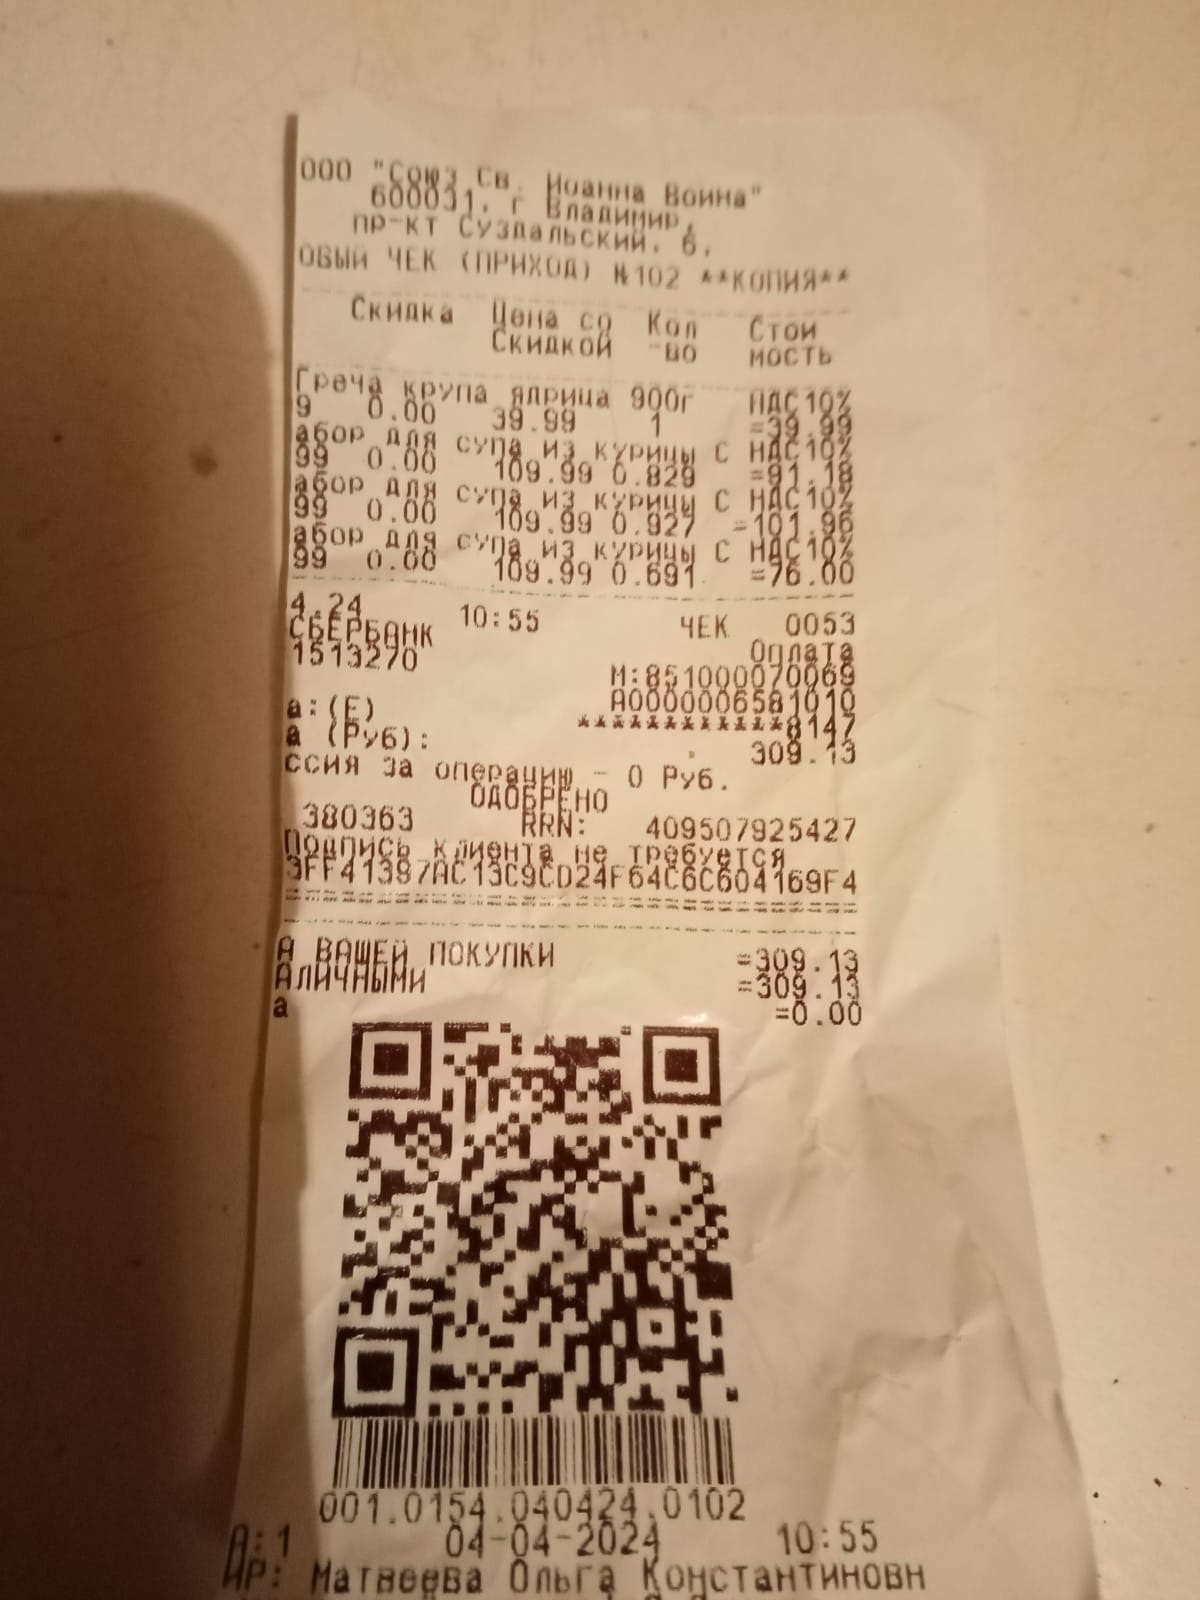 ООО "Союз Св. Иоанна Воина"
600031, г Владимир,
пр-кт Суздальский, 6,
ОВЫЙ ЧЕК (ПРИХОД) №102 **КОПИЯ**
Скидка Цена со Кол Стои
Скидкой -во мость
Греча крупа ядрица 900г НДС10%
9 0.00 39.99 1 =39.99
абор для супа из курицы С НДС10%
99 0.00 109.99 0.829 =91.18
абор для супа из курицы С НДС10%
99 0.00 109.99 0.927 =101.96
абор для супа из курицы С НДС10%
99 0.00 109.99 0.691 =76.00
4.24 10:55 ЧЕК 0053
СБЕРБАНК Оплата
1513270 М:851000070069
А0000006581010
а:(E) ************8147
а (Руб): 309.13
ссия за операцию - 0 Руб.
ОДОБРЕНО
380363 RRN: 409507925427
Подпись клиента не требуется
3FF41397AC13C9CD24F64C6C604169F4
А ВАШЕЙ ПОКУПКИ =309.13
АЛИЧНЫМИ =309.13
а =0.00
001.0154.040424.0102
А:1 04-04-2024 10:55
ИР: Матвеева Ольга Константиновн